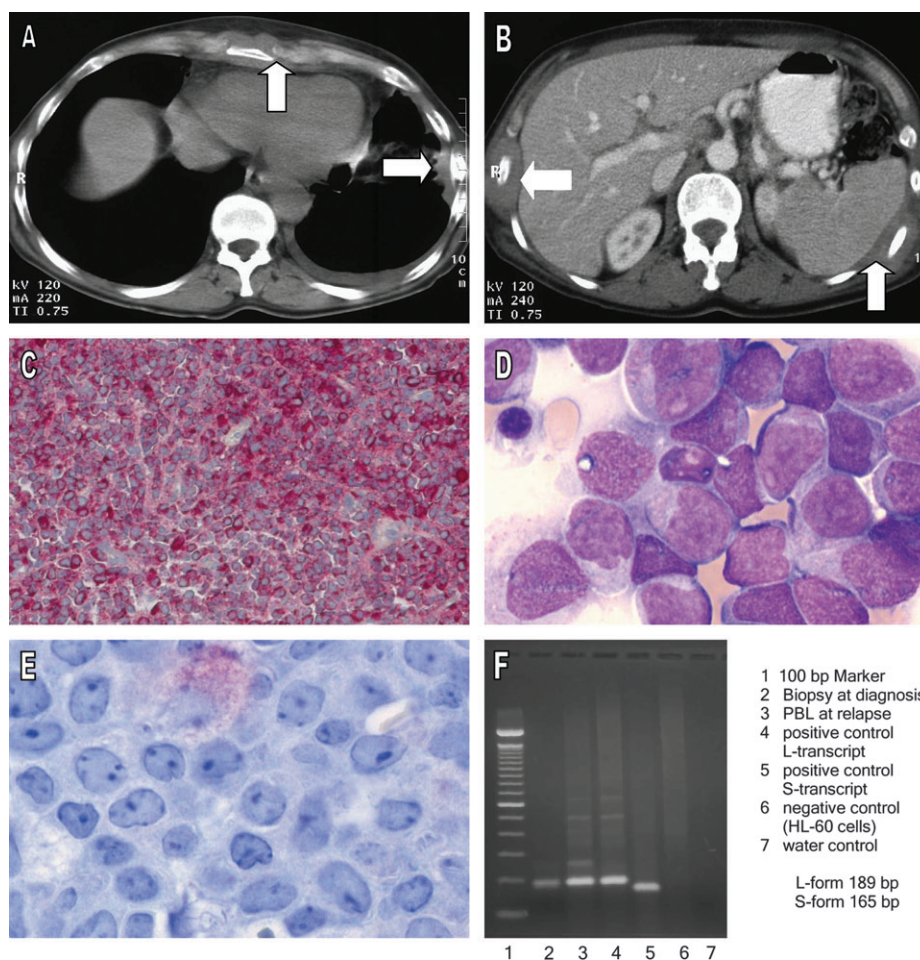 A
R
10
c
m
kV 120
mA 220
TI 0.75
B
R
1
kV 120
mA 240
TI 0.75
C
D
E
F
1 100 bp Marker
2 Biopsy at diagnosis
3 PBL at relapse
4 positive control
L-transcript
5 positive control
S-transcript
6 negative control
(HL-60 cells)
7 water control
L-form 189 bp
S-form 165 bp
1 2 3 4 5 6 7